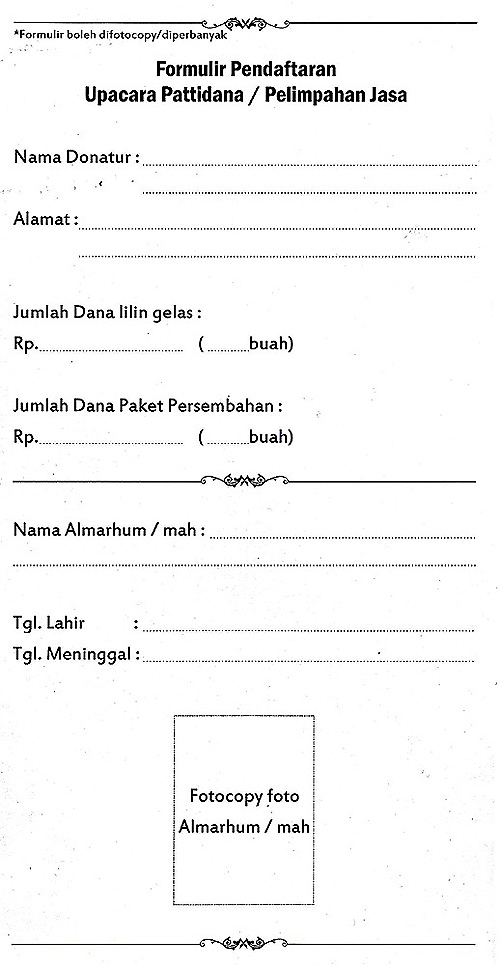 *Formulir boleh difotocopy/diperbanyak
Formulir Pendaftaran
Upacara Pattidana / Pelimpahan Jasa
Nama Donatur :
Alamat :
Jumlah Dana lilin gelas :
Rp. ( buah)
Jumlah Dana Paket Persembahan :
Rp. ( buah)
Nama Almarhum / mah :
Tgl. Lahir :
Tgl. Meninggal :
Fotocopy foto
Almarhum / mah